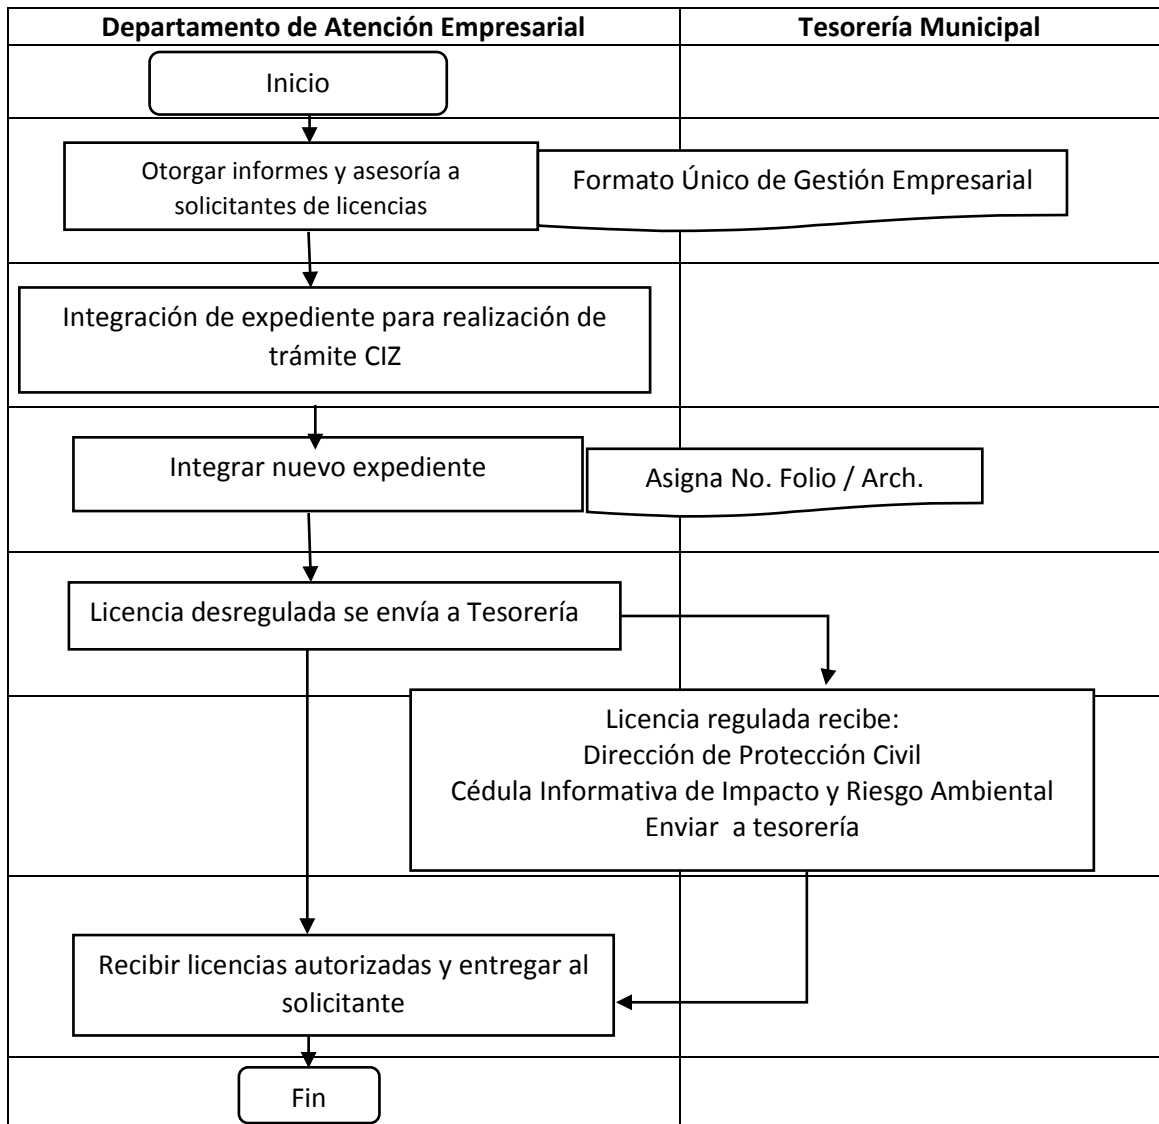 Departamento de Atención Empresarial
Tesorería Municipal
Inicio
Otorgar informes y asesoría a
solicitantes de licencias
Formato Único de Gestión Empresarial
Integración de expediente para realización de
trámite CIZ
Integrar nuevo expediente
Asigna No. Folio / Arch.
Licencia desregulada se envía a Tesorería
Licencia regulada recibe:
Dirección de Protección Civil
Cédula Informativa de Impacto y Riesgo Ambiental
Enviar  a tesorería
Recibir licencias autorizadas y entregar al
solicitante
Fin